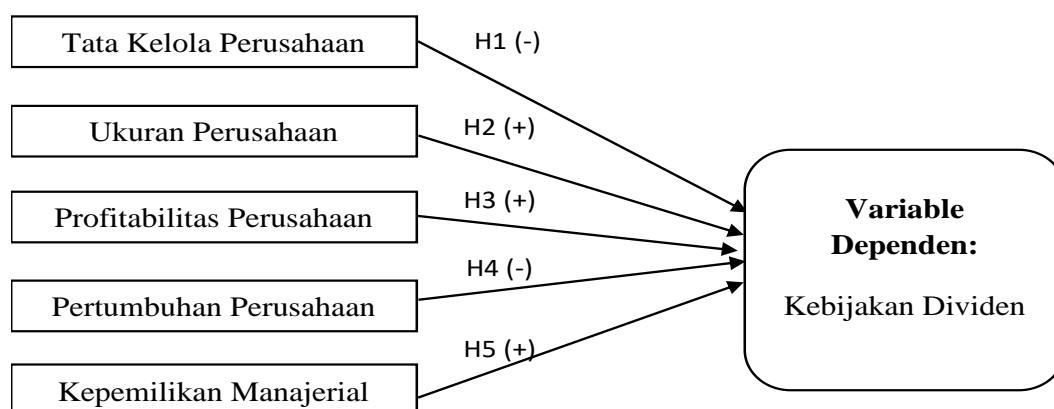 Tata Kelola Perusahaan
H1 (-)
Ukuran Perusahaan
H2 (+)
Profitabilitas Perusahaan
H3 (+)
Pertumbuhan Perusahaan
H4 (-)
Kepemilikan Manajerial
H5 (+)
Variable
Dependen:
Kebijakan Dividen